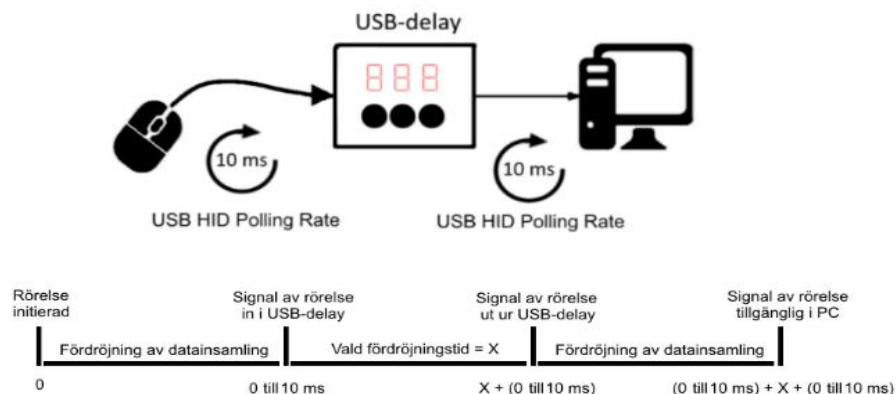 USB-delay
888
10 ms
10 ms
USB HID Polling Rate
USB HID Polling Rate
Rörelse
initierad
Signal av rörelse
in i USB-delay
Signal av rörelse
ut ur USB-delay
Signal av rörelse
tillgänglig i PC
Fördröjning av datainsamling
Vald fördröjningstid = X
Fördröjning av datainsamling
0
0 till 10 ms
X + (0 till 10 ms)
(0 till 10 ms) + X + (0 till 10 ms)